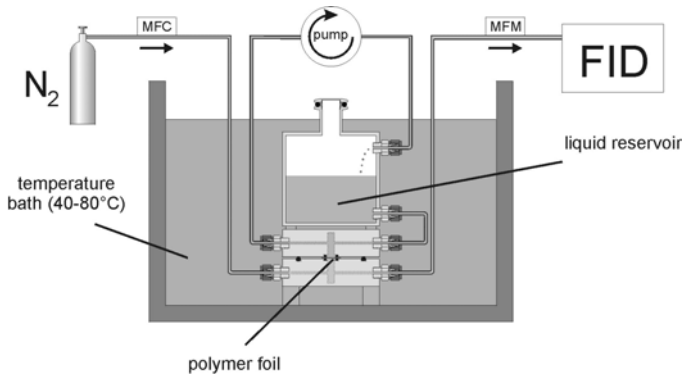 MFC
pump
MFM
N2
FID
liquid reservoir
temperature
bath (40-80°C)
polymer foil